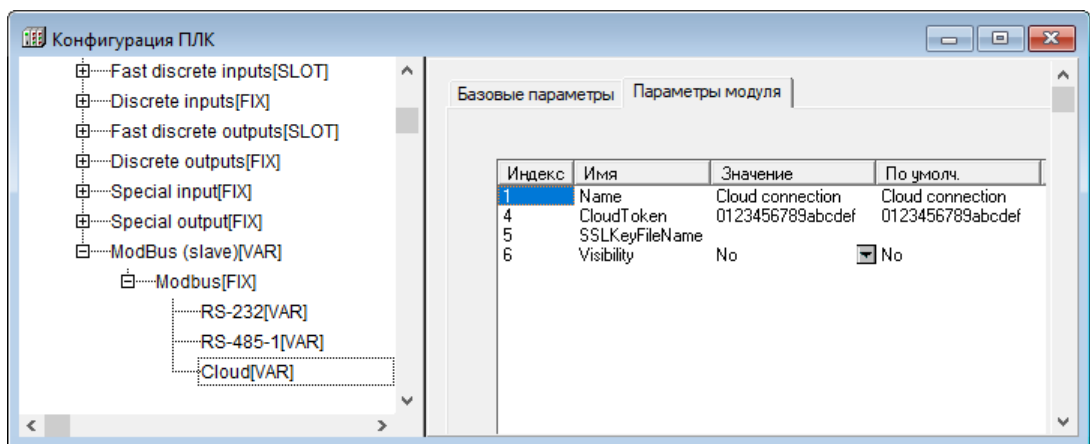 Конфигурация ПЛК
Fast discrete inputs[SLOT]
Discrete inputs[FIX]
Fast discrete outputs[SLOT]
Discrete outputs[FIX]
Special input[FIX]
Special output[FIX]
ModBus (slave)[VAR]
Modbus[FIX]
RS-232[VAR]
RS-485-1[VAR]
Cloud[VAR]
Базовые параметры Параметры модуля
Индекс Имя Значение По умолч.
1 Name Cloud connection Cloud connection
4 CloudToken 0123456789abcdef 0123456789abcdef
5 SSLKeyFileName
6 Visibility No No